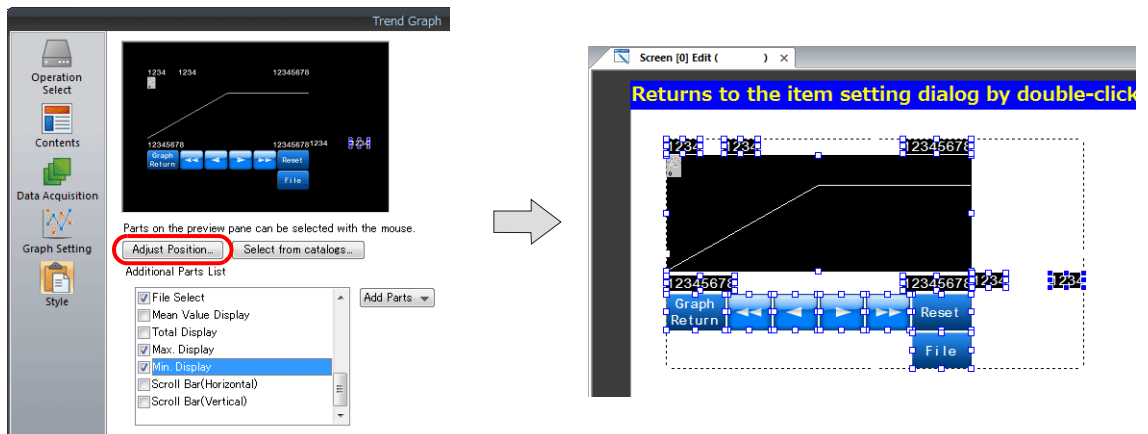 Trend Graph
Operation
Select
Contents
Data Acquisition
Graph Setting
Style
1234 1234 12345678
12345678 12345678 1234 1234
Graph
Return
Reset
File
Parts on the preview pane can be selected with the mouse.
Adjust Position... Select from catalogs...
Additional Parts List
File Select
Mean Value Display
Total Display
Max. Display
Min. Display
Scroll Bar(Horizontal)
Scroll Bar(Vertical)
Add Parts
Screen [0] Edit ( )
Returns to the item setting dialog by double-click
1234 1234 12345678
12345678 12345678 1234 1234
Graph
Return
Reset
File